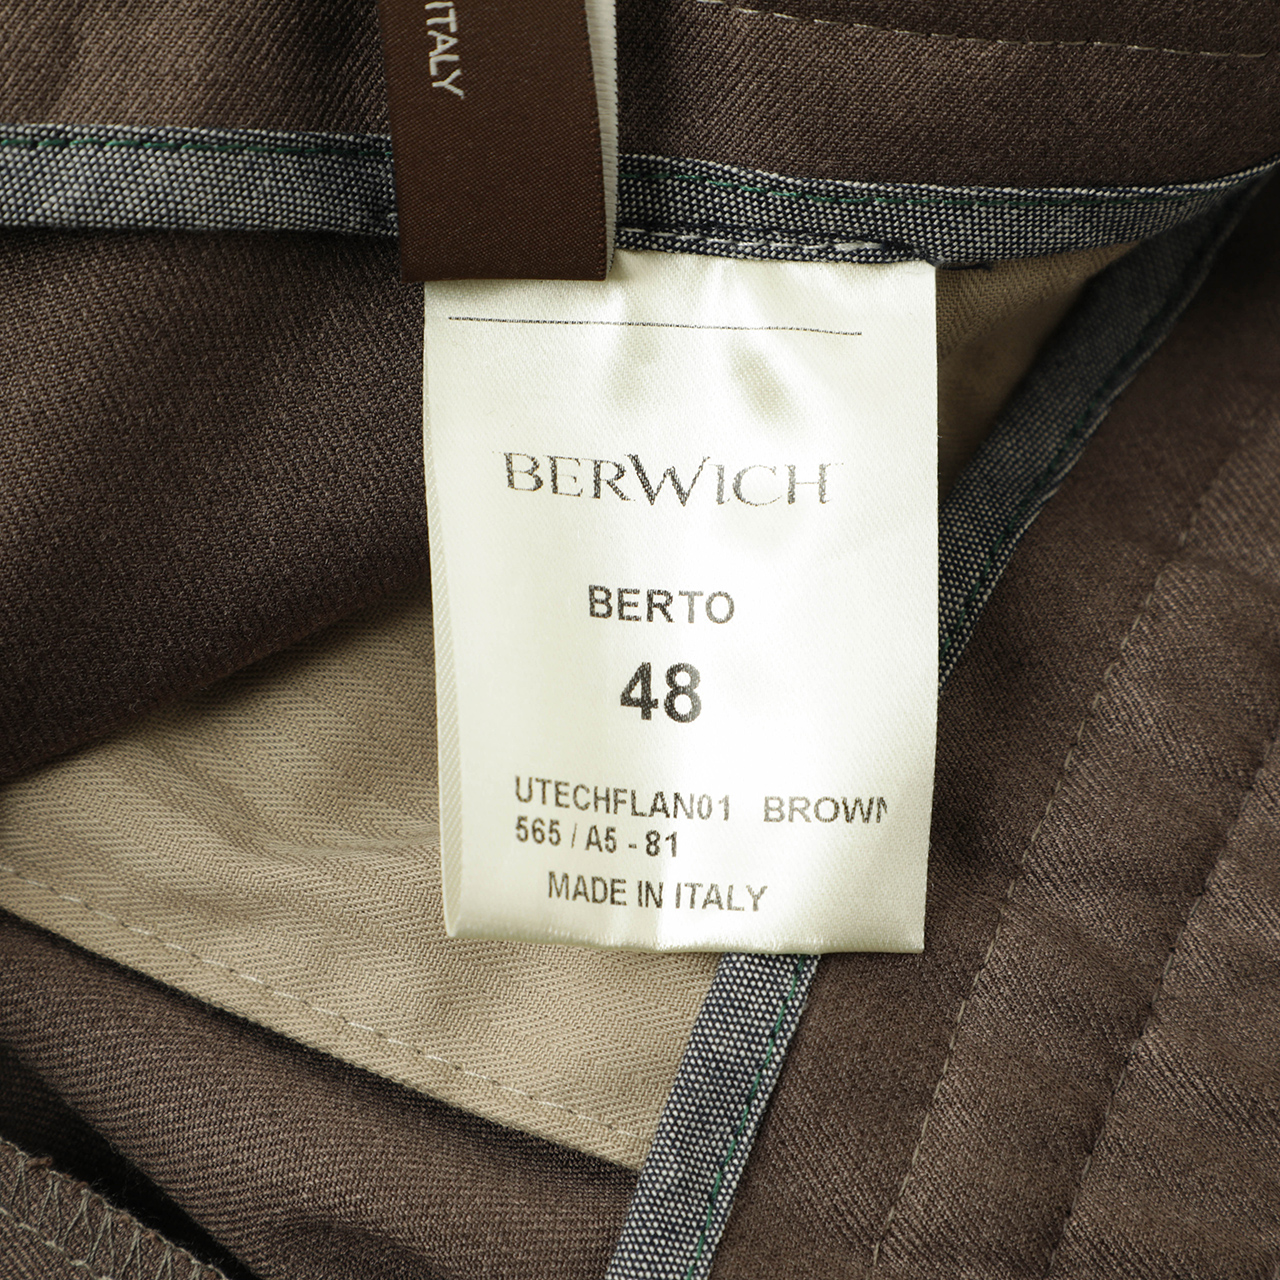 ITALY
BERWICH
BERTO
48
UTECHFLAN01 BROWN
565 / A5 - 81
MADE IN ITALY